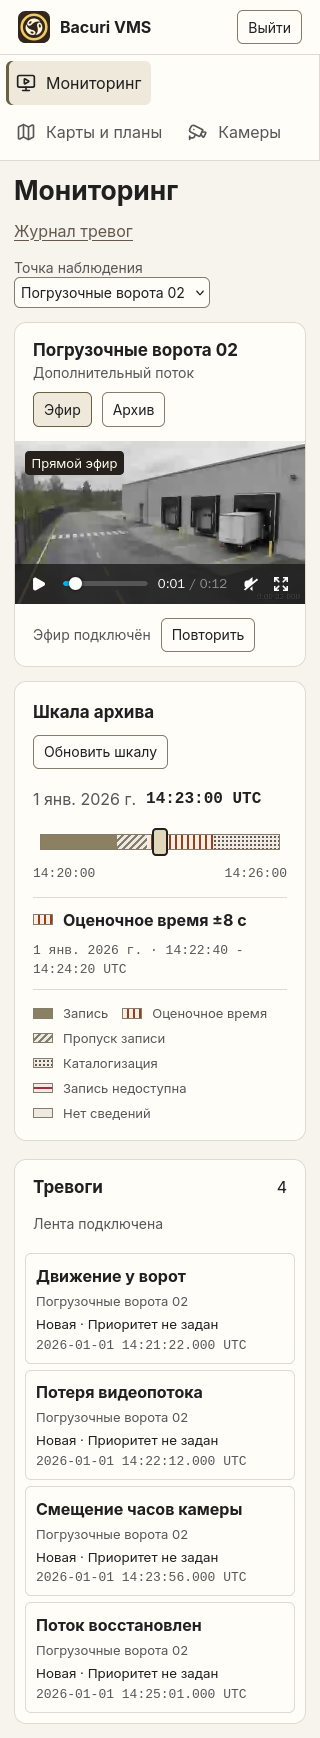 Bacuri VMS
Выйти
Мониторинг
Карты и планы
Камеры
Мониторинг
Журнал тревог
Точка наблюдения
Погрузочные ворота 02
Погрузочные ворота 02
Дополнительный поток
Эфир
Архив
Прямой эфир
0:01 / 0:12
Эфир подключён
Повторить
Шкала архива
Обновить шкалу
1 янв. 2026 г. 14:23:00 UTC
14:20:00
14:26:00
Оценочное время ±8 с
1 янв. 2026 г. · 14:22:40 -
14:24:20 UTC
Запись
Оценочное время
Пропуск записи
Каталогизация
Запись недоступна
Нет сведений
Тревоги
4
Лента подключена
Движение у ворот
Погрузочные ворота 02
Новая · Приоритет не задан
2026-01-01 14:21:22.000 UTC
Потеря видеопотока
Погрузочные ворота 02
Новая · Приоритет не задан
2026-01-01 14:22:12.000 UTC
Смещение часов камеры
Погрузочные ворота 02
Новая · Приоритет не задан
2026-01-01 14:23:56.000 UTC
Поток восстановлен
Погрузочные ворота 02
Новая · Приоритет не задан
2026-01-01 14:25:01.000 UTC